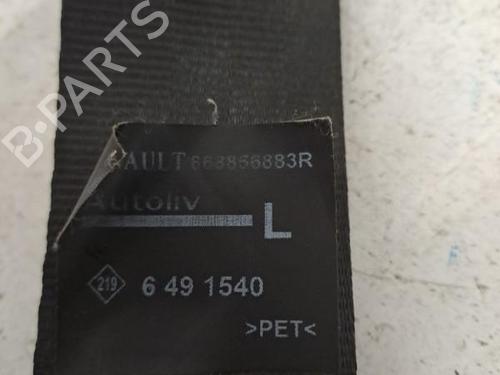 AULT 868856883R
Autoliv
L
219 6 49 1540
>PET<
B-PARTS